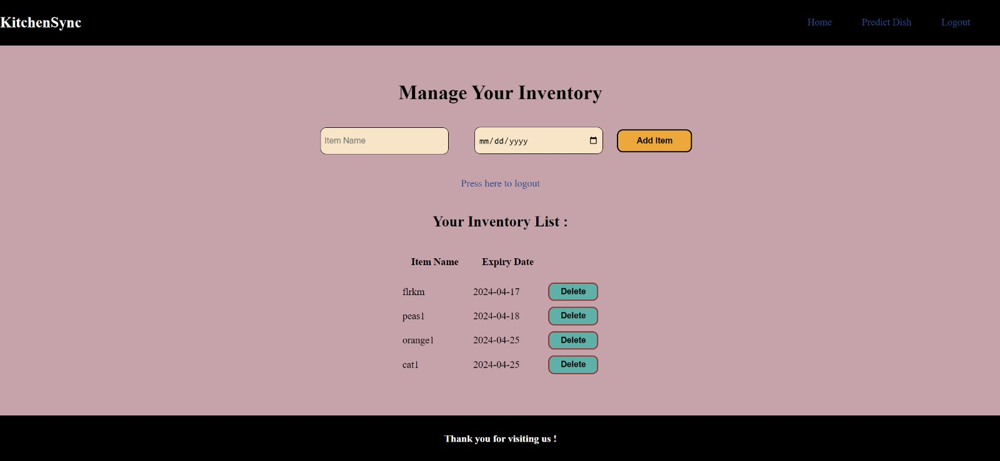 KitchenSync
Home Predict Dish Logout
Manage Your Inventory
Item Name mm/dd/yyyy Add Item
Press here to logout
Your Inventory List :
Item Name Expiry Date
flrkm 2024-04-17 Delete
peas1 2024-04-18 Delete
orange1 2024-04-25 Delete
cat1 2024-04-25 Delete
Thank you for visiting us !